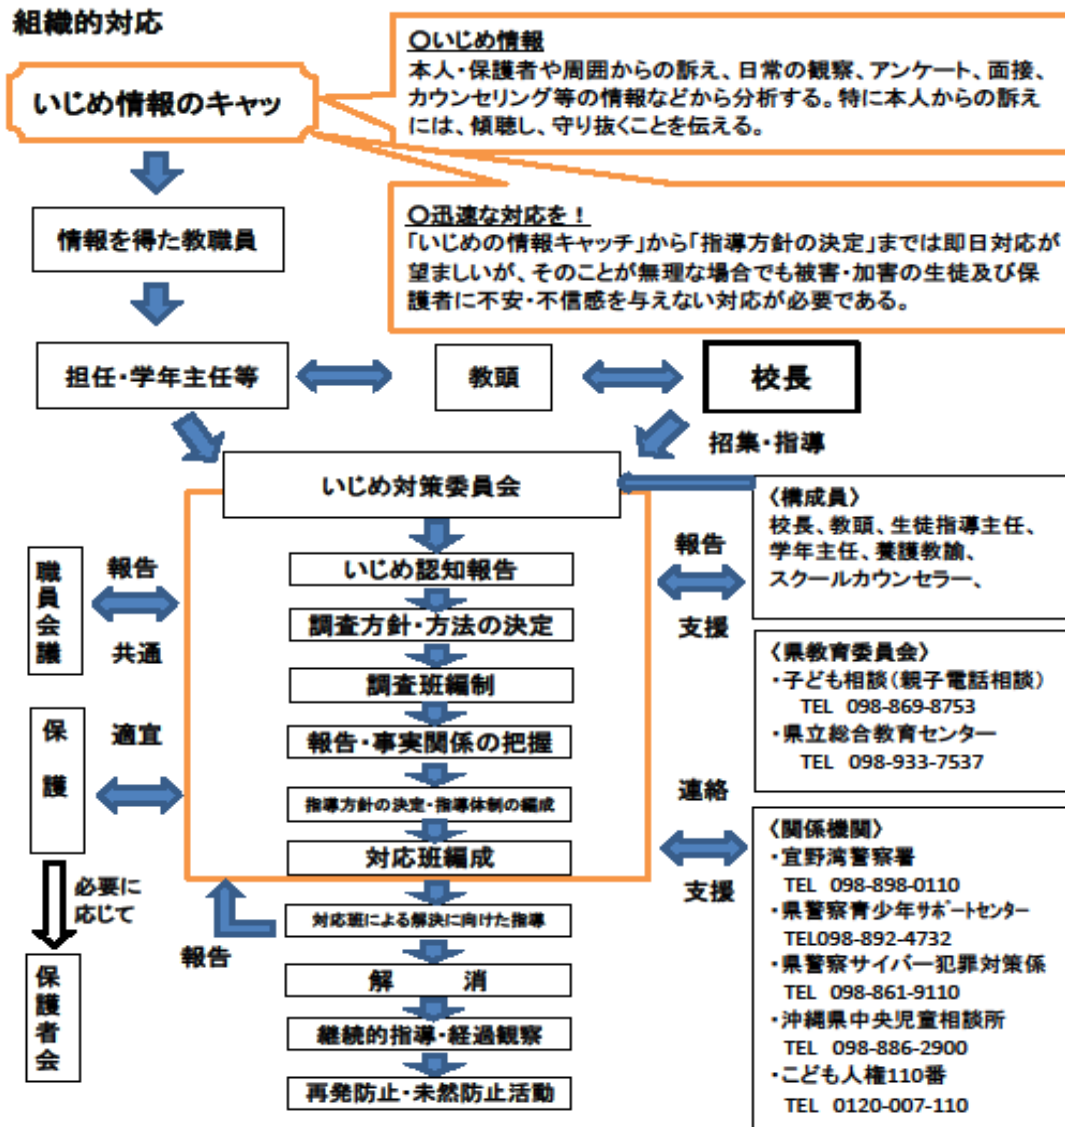 組織的対応
いじめ情報のキャッ
〇いじめ情報
本人・保護者や周囲からの訴え、日常の観察、アンケート、面接、
カウンセリング等の情報などから分析する。特に本人からの訴え
には、傾聴し、守り抜くことを伝える。
〇迅速な対応を！
「いじめの情報キャッチ」から「指導方針の決定」までは即日対応が
望ましいが、そのことが無理な場合でも被害・加害の生徒及び保
護者に不安・不信感を与えない対応が必要である。
情報を得た教職員
担任・学年主任等
教頭
校長
招集・指導
いじめ対策委員会
〈構成員〉
校長、教頭、生徒指導主任、
学年主任、養護教諭、
スクールカウンセラー、
いじめ認知報告
調査方針・方法の決定
調査班編制
報告・事実関係の把握
指導方針の決定・指導体制の編成
対応班編成
対応班による解決に向けた指導
解　　消
継続的指導・経過観察
再発防止・未然防止活動
職員会議
報告
共通
保護
適宜
必要に
応じて
保護者会
報告
報告
支援
〈県教育委員会〉
・子ども相談（親子電話相談）
TEL 098-869-8753
・県立総合教育センター
TEL 098-933-7537
連絡
支援
〈関係機関〉
・宜野湾警察署
TEL 098-898-0110
・県警察青少年ｻﾎﾟｰﾄｾﾝﾀｰ
TEL098-892-4732
・県警察サイバー犯罪対策係
TEL 098-861-9110
・沖縄県中央児童相談所
TEL 098-886-2900
・こども人権110番
TEL 0120-007-110